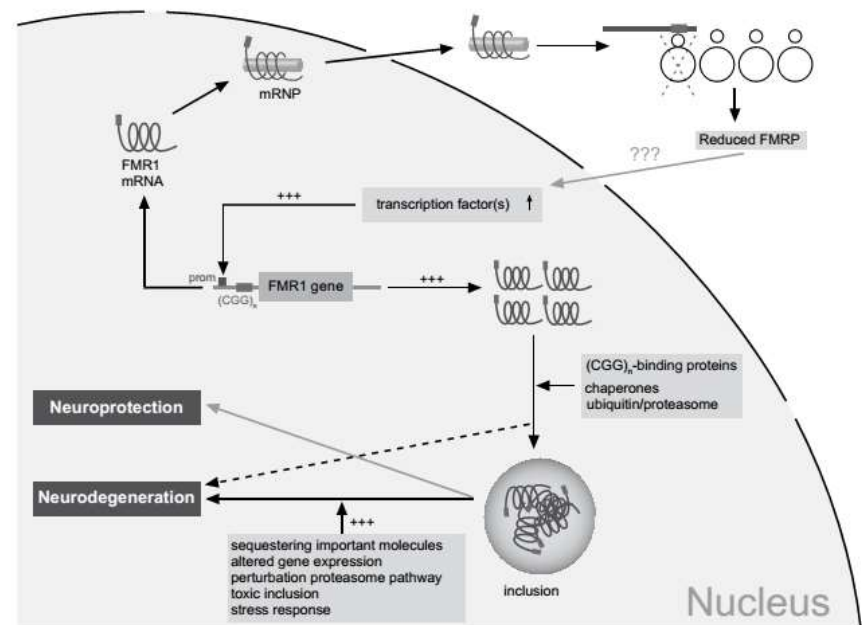 mRNP
FMR1
mRNA
Reduced FMRP
???
+++
transcription factor(s)
prom
(CGG)n
FMR1 gene
+++
(CGG)n-binding proteins
chaperones
ubiquitin/proteasome
Neuroprotection
Neurodegeneration
+++
sequestering important molecules
altered gene expression
perturbation proteasome pathway
toxic inclusion
stress response
inclusion
Nucleus